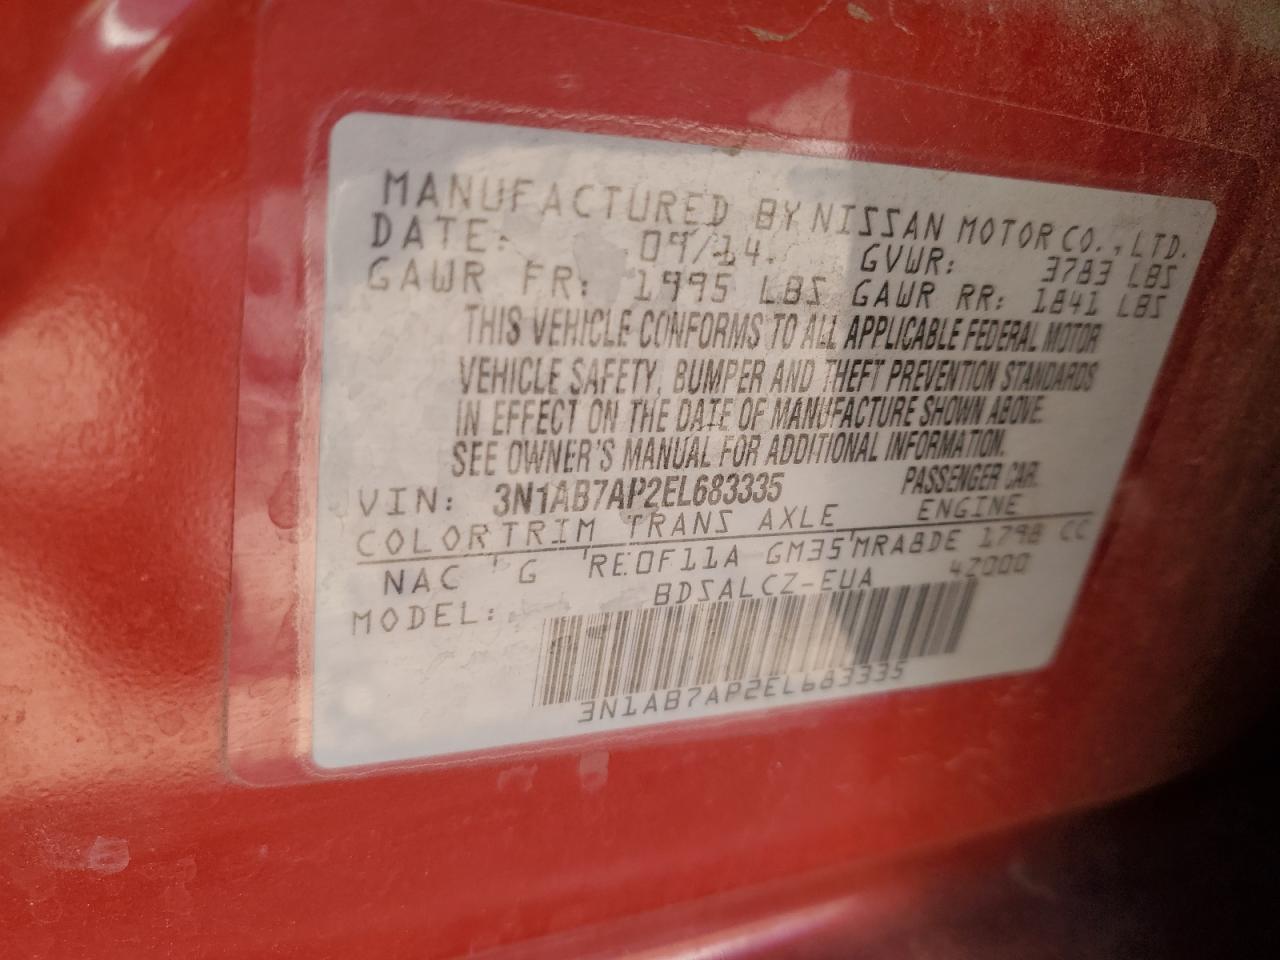 MANUFACTURED BY NISSAN MOTOR CO., LTD.
DATE: 09/14. GVWR: 3783 LBS
GAWR FR: 1995 LBS GAWR RR: 1841 LBS
THIS VEHICLE CONFORMS TO ALL APPLICABLE FEDERAL MOTOR
VEHICLE SAFETY, BUMPER AND THEFT PREVENTION STANDARDS
IN EFFECT ON THE DATE OF MANUFACTURE SHOWN ABOVE.
SEE OWNER'S MANUAL FOR ADDITIONAL INFORMATION.
VIN: 3N1AB7AP2EL683335 PASSENGER CAR.
COLOR TRIM TRANS AXLE ENGINE
NAC G RE0F11A GM35 MRA8DE 1798 CC
MODEL: BDSALCZ-EUA 4Z000
3N1AB7AP2EL683335